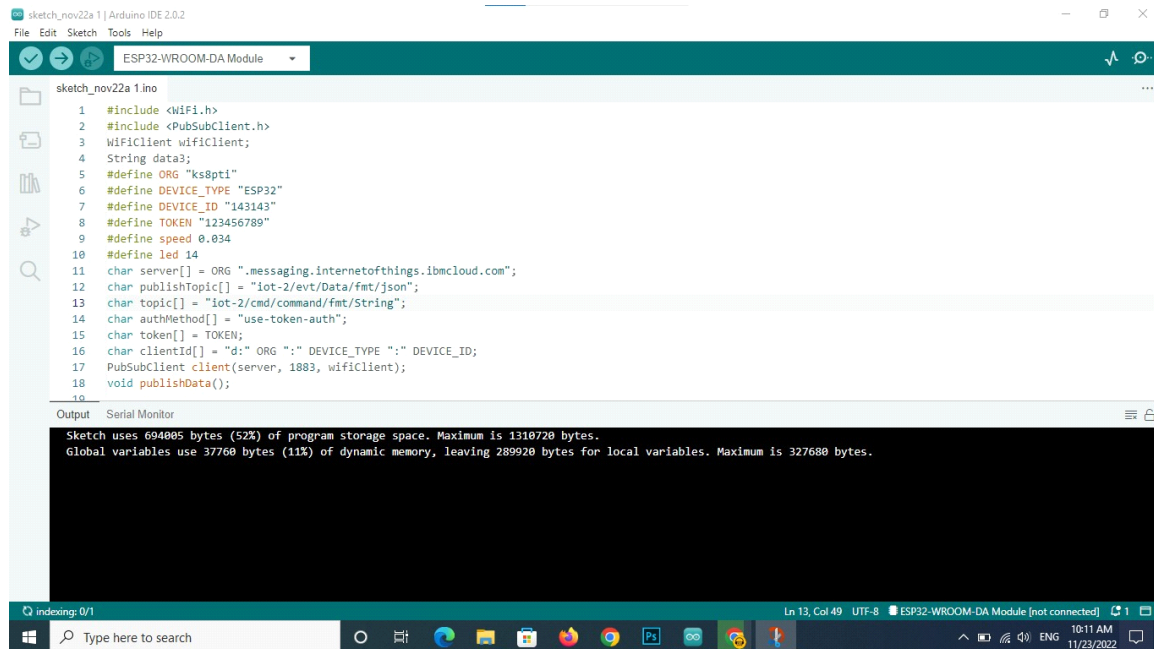 sketch_nov22a 1 | Arduino IDE 2.0.2
File Edit Sketch Tools Help
ESP32-WROOM-DA Module
sketch_nov22a 1.ino
1 #include <WiFi.h>
2 #include <PubSubClient.h>
3 WiFiClient wifiClient;
4 String data3;
5 #define ORG "ks8pti"
6 #define DEVICE_TYPE "ESP32"
7 #define DEVICE_ID "143143"
8 #define TOKEN "123456789"
9 #define speed 0.034
10 #define led 14
11 char server[] = ORG ".messaging.internetofthings.ibmcloud.com";
12 char publishTopic[] = "iot-2/evt/Data/fmt/json";
13 char topic[] = "iot-2/cmd/command/fmt/String";
14 char authMethod[] = "use-token-auth";
15 char token[] = TOKEN;
16 char clientId[] = "d:" ORG ":" DEVICE_TYPE ":" DEVICE_ID;
17 PubSubClient client(server, 1883, wifiClient);
18 void publishData();
19
Output Serial Monitor
Sketch uses 694005 bytes (52%) of program storage space. Maximum is 1310720 bytes.
Global variables use 37760 bytes (11%) of dynamic memory, leaving 289920 bytes for local variables. Maximum is 327680 bytes.
indexing: 0/1 Ln 13, Col 49 UTF-8 ESP32-WROOM-DA Module [not connected] 1
Type here to search Ps ENG 10:11 AM
11/23/2022